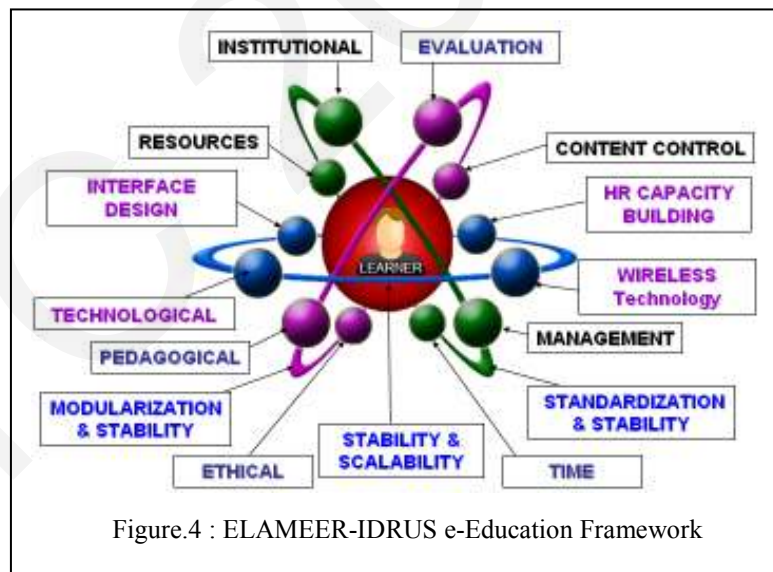 INSTITUTIONAL
EVALUATION
RESOURCES
CONTENT CONTROL
INTERFACE
DESIGN
HR CAPACITY
BUILDING
LEARNER
TECHNOLOGICAL
WIRELESS
Technology
PEDAGOGICAL
MANAGEMENT
MODULARIZATION
& STABILITY
STABILITY &
SCALABILITY
STANDARDIZATION
& STABILITY
ETHICAL
TIME
Figure.4 : ELAMEER-IDRUS e-Education Framework